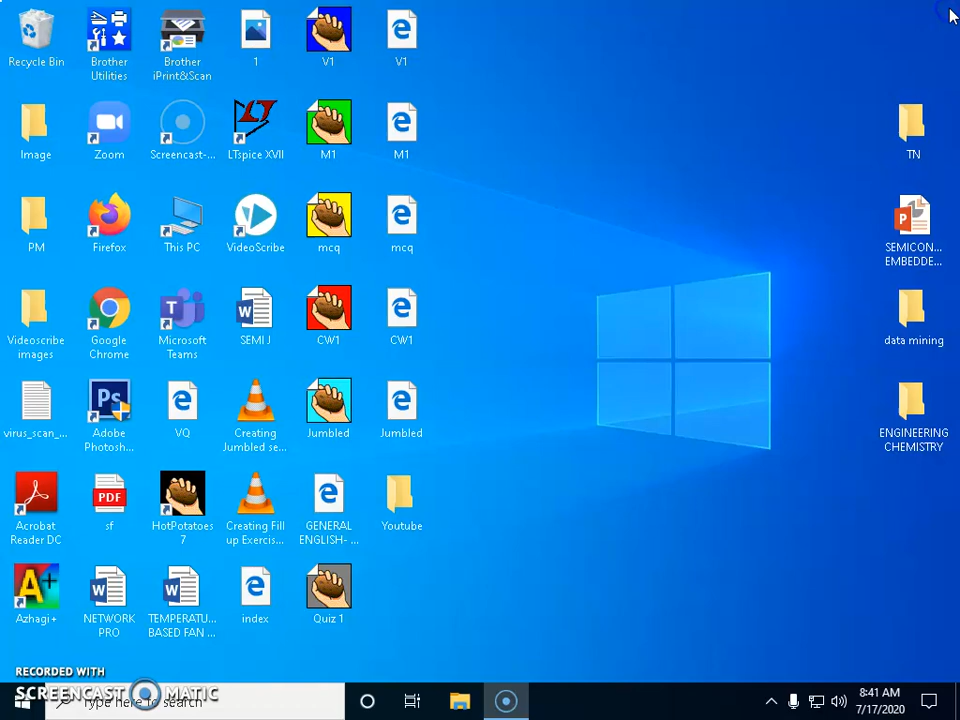 Recycle Bin
Brother
Utilities
Brother
iPrint&Scan
1
V1
V1
TN
Image
Zoom
Screencast-...
LTspice XVII
M1
M1
SEMICON...
EMBEDDE...
PM
Firefox
This PC
VideoScribe
mcq
mcq
data mining
Videoscribe
images
Google
Chrome
Microsoft
Teams
SEMI J
CW1
CW1
ENGINEERING
CHEMISTRY
virus_scan_...
Adobe
Photosh...
VQ
Creating
Jumbled se...
Jumbled
Jumbled
Acrobat
Reader DC
sf
HotPotatoes
7
Creating Fill
up Exercis...
GENERAL
ENGLISH- ...
Youtube
Azhagi+
NETWORK
PRO
TEMPERATU...
BASED FAN ...
index
Quiz 1
RECORDED WITH
SCREENCAST MATIC
Type here to search
8:41 AM
7/17/2020